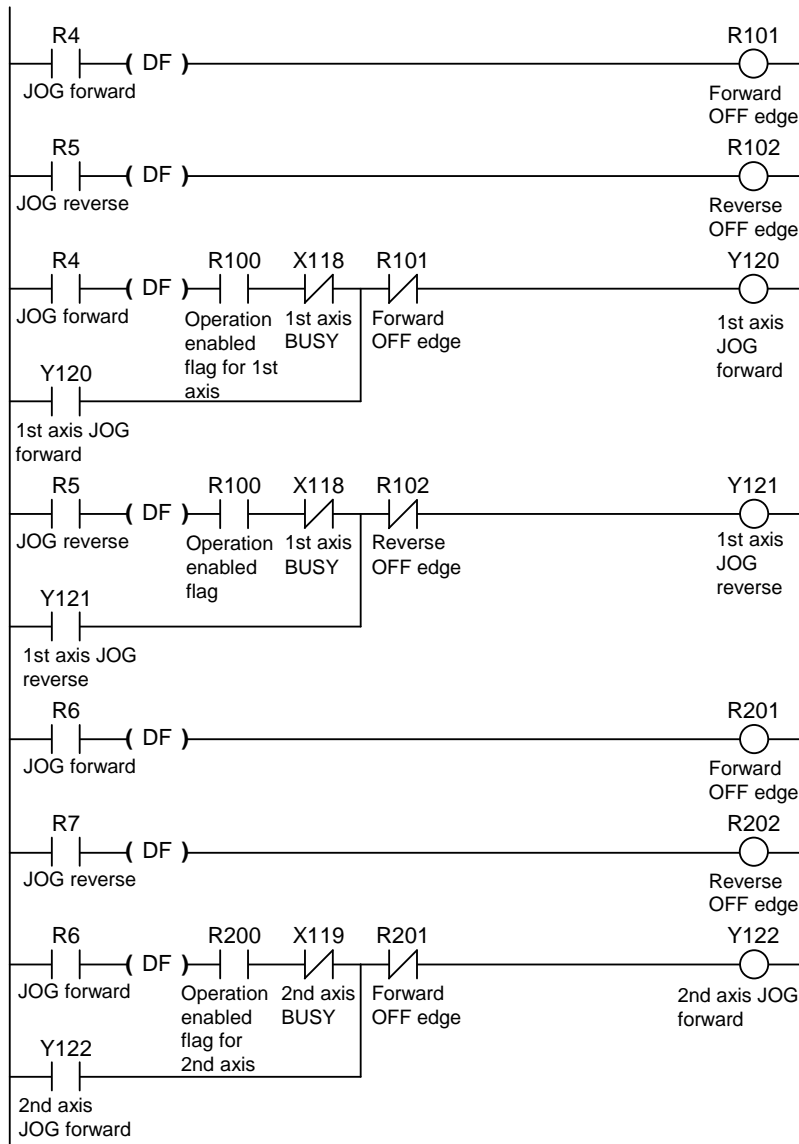 R4 R101
( DF )
JOG forward
Forward
OFF edge
R5 R102
( DF )
JOG reverse
Reverse
OFF edge
R4 R100 X118 R101 Y120
( DF )
JOG forward
Operation
enabled
flag for 1st
axis
1st axis
BUSY
Forward
OFF edge
1st axis
JOG
forward
Y120
1st axis JOG
forward
R5 R100 X118 R102 Y121
( DF )
JOG reverse
Operation
enabled
flag
1st axis
BUSY
Reverse
OFF edge
1st axis
JOG
reverse
Y121
1st axis JOG
reverse
R6 R201
( DF )
JOG forward
Forward
OFF edge
R7 R202
( DF )
JOG reverse
Reverse
OFF edge
R6 R200 X119 R201 Y122
( DF )
JOG forward
Operation
enabled
flag for
2nd axis
2nd axis
BUSY
Forward
OFF edge
2nd axis JOG
forward
Y122
2nd axis
JOG forward